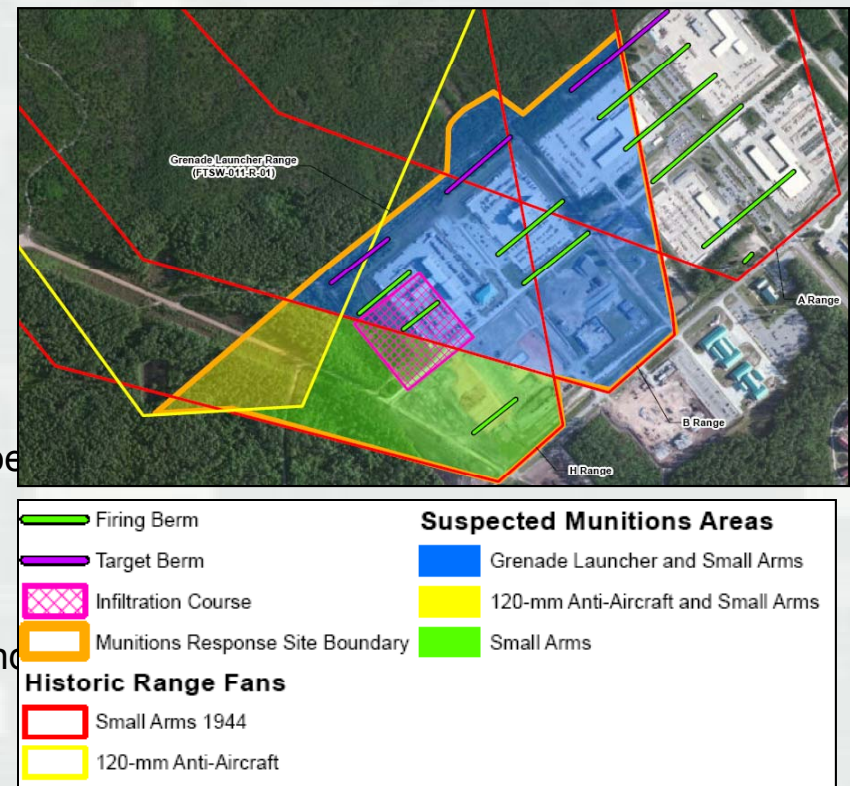 Grenade Launcher Range
(FTSW-011-R-01)
A Range
B Range
H Range
Firing Berm
Target Berm
Infiltration Course
Munitions Response Site Boundary
Historic Range Fans
Small Arms 1944
120-mm Anti-Aircraft
Suspected Munitions Areas
Grenade Launcher and Small Arms
120-mm Anti-Aircraft and Small Arms
Small Arms